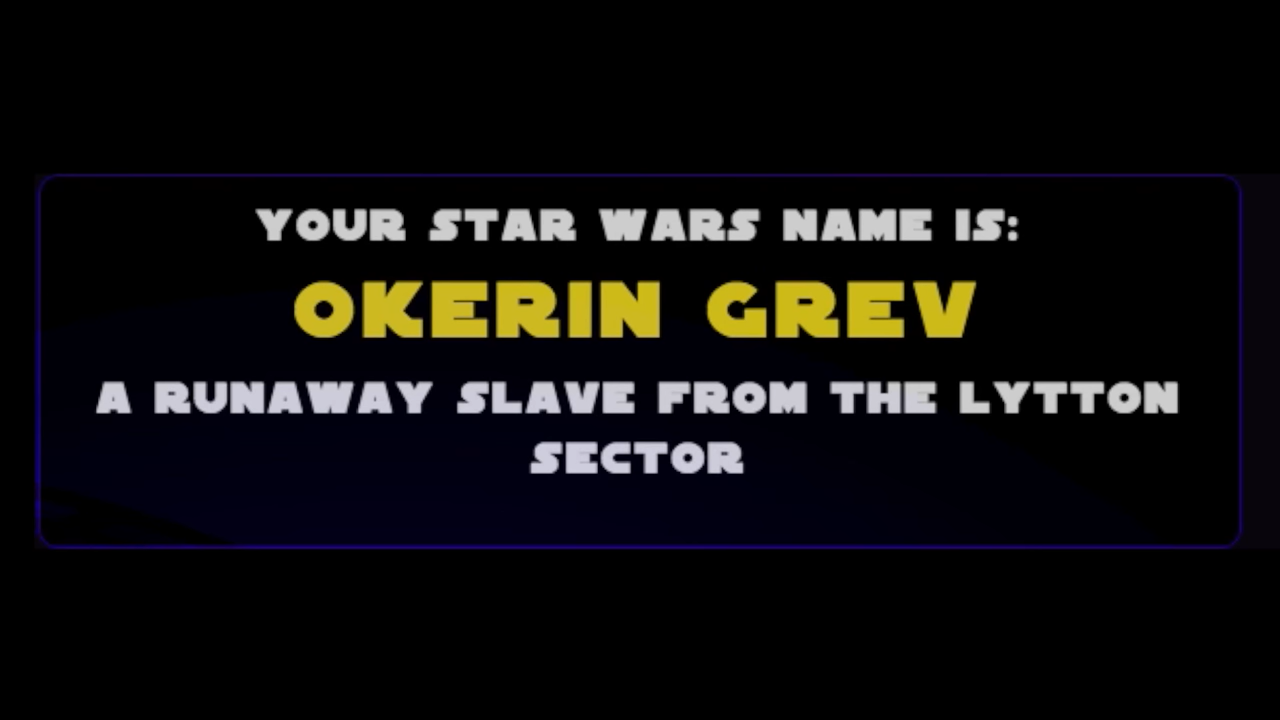 YOUR STAR WARS NAME IS:
OKERIN GREV
A RUNAWAY SLAVE FROM THE LYTTON
SECTOR